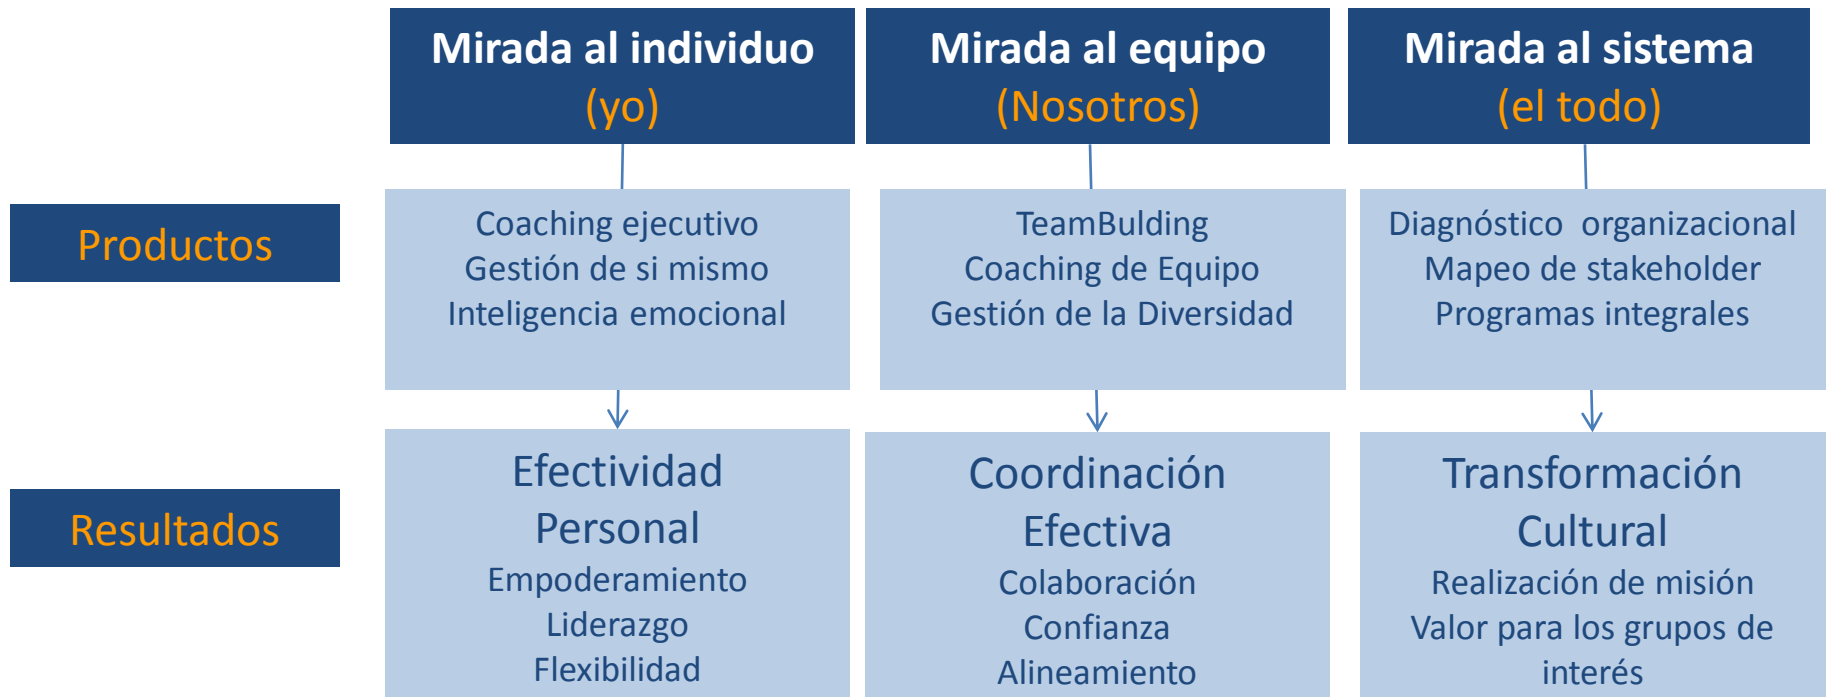 Mirada al individuo
(yo)
Mirada al equipo
(Nosotros)
Mirada al sistema
(el todo)
Productos
Coaching ejecutivo
Gestión de si mismo
Inteligencia emocional
TeamBulding
Coaching de Equipo
Gestión de la Diversidad
Diagnóstico organizacional
Mapeo de stakeholder
Programas integrales
Resultados
Efectividad
Personal
Empoderamiento
Liderazgo
Flexibilidad
Coordinación
Efectiva
Colaboración
Confianza
Alineamiento
Transformación
Cultural
Realización de misión
Valor para los grupos de
interés